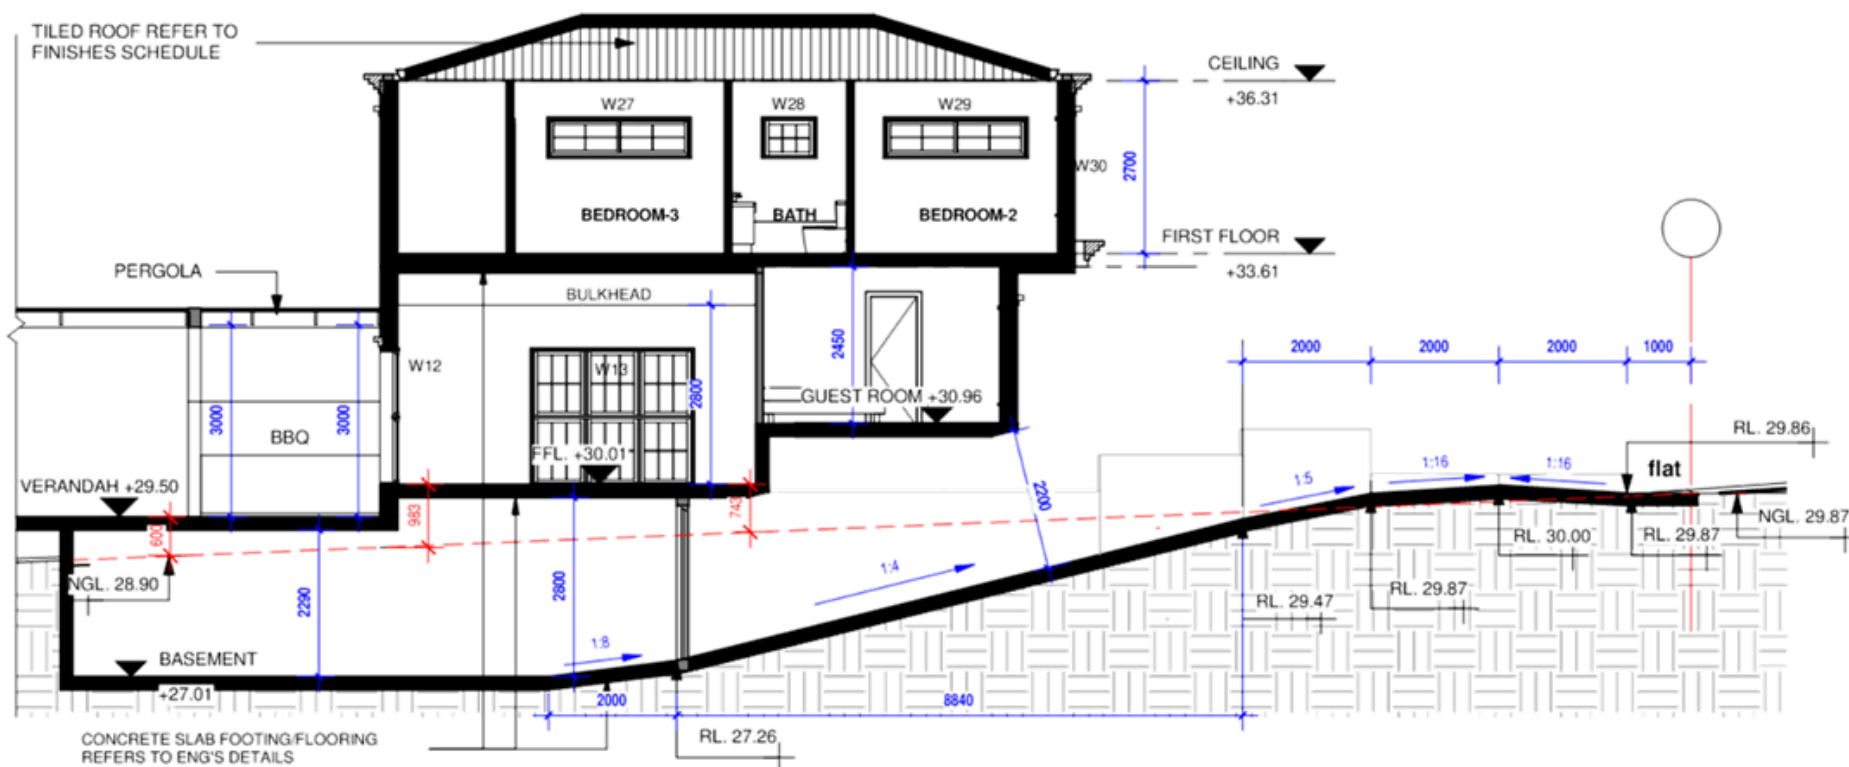 TILED ROOF REFER TO
FINISHES SCHEDULE
CEILING
+36.31
W27
W28
W29
W30
2700
BEDROOM-3
BATH
BEDROOM-2
FIRST FLOOR
+33.61
PERGOLA
BULKHEAD
W12
W13
2800
2450
GUEST ROOM +30.96
2000
2000
2000
1000
3000
3000
BBQ
FFL. +30.01
VERANDAH +29.50
600
983
743
2200
1:5
1:16
1:16
flat
RL. 29.86
NGL. 29.87
RL. 30.00
RL. 29.87
RL. 29.87
RL. 29.47
NGL. 28.90
2290
2800
1:4
1:8
BASEMENT
+27.01
2000
8840
RL. 27.26
CONCRETE SLAB FOOTING/FLOORING
REFERS TO ENG'S DETAILS